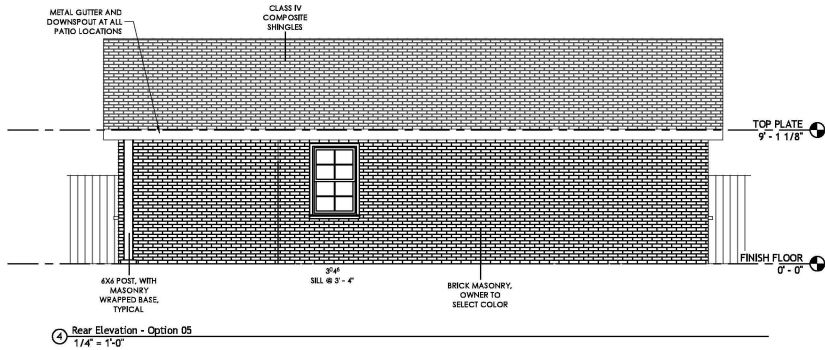 METAL GUTTER AND
DOWNSPOUT AT ALL
PATIO LOCATIONS
CLASS IV
COMPOSITE
SHINGLES
TOP PLATE
9' - 1 1/8"
FINISH FLOOR
0' - 0"
6X6 POST, WITH
MASONRY
WRAPPED BASE,
TYPICAL
3⁰4⁶
SILL @ 3' - 4"
BRICK MASONRY,
OWNER TO
SELECT COLOR
4 Rear Elevation - Option 05
1/4" = 1'-0"